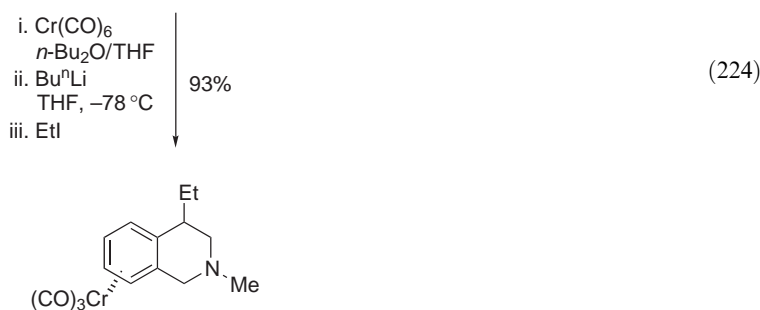 i. Cr(CO)₆
n-Bu₂O/THF
ii. BuⁿLi
THF, –78 °C
iii. EtI
93%
(224)
Et
N
Me
(CO)₃Cr